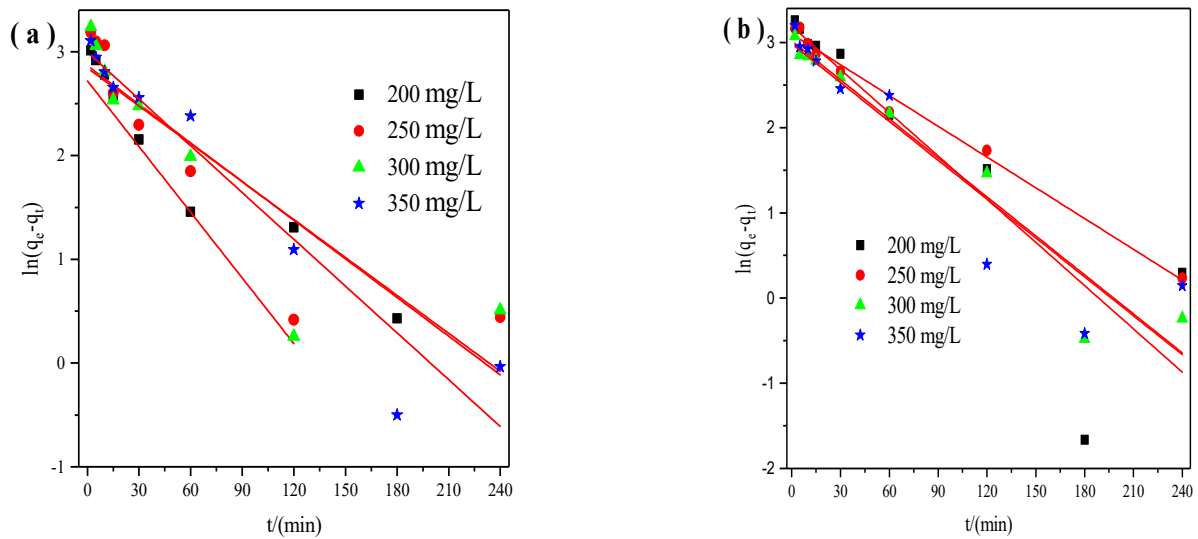 ( a )
ln(qe-qt)
3
2
1
0
-1
200 mg/L
250 mg/L
300 mg/L
350 mg/L
0 30 60 90 120 150 180 210 240
t/(min)
( b )
ln(qe-qt)
3
2
1
0
-1
-2
200 mg/L
250 mg/L
300 mg/L
350 mg/L
0 30 60 90 120 150 180 210 240
t/(min)